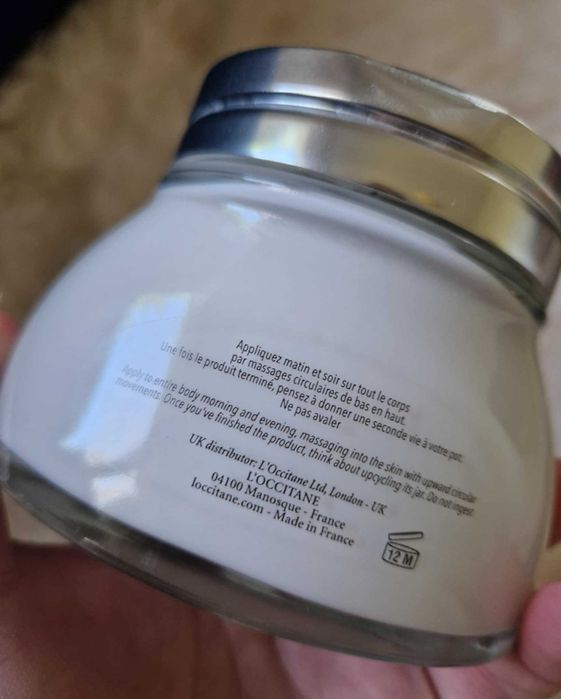 Appliquez matin et soir sur tout le corps
par massages circulaires de bas en haut.
Une fois le produit terminé, pensez à donner une seconde vie à votre pot.
Ne pas avaler
Apply to entire body morning and evening, massaging into the skin with upward circular
movements. Once you've finished the product, think about upcycling its jar. Do not ingest.
UK distributor: L'Occitane Ltd, London - UK
L'OCCITANE
04100 Manosque - France
loccitane.com - Made in France
12 M